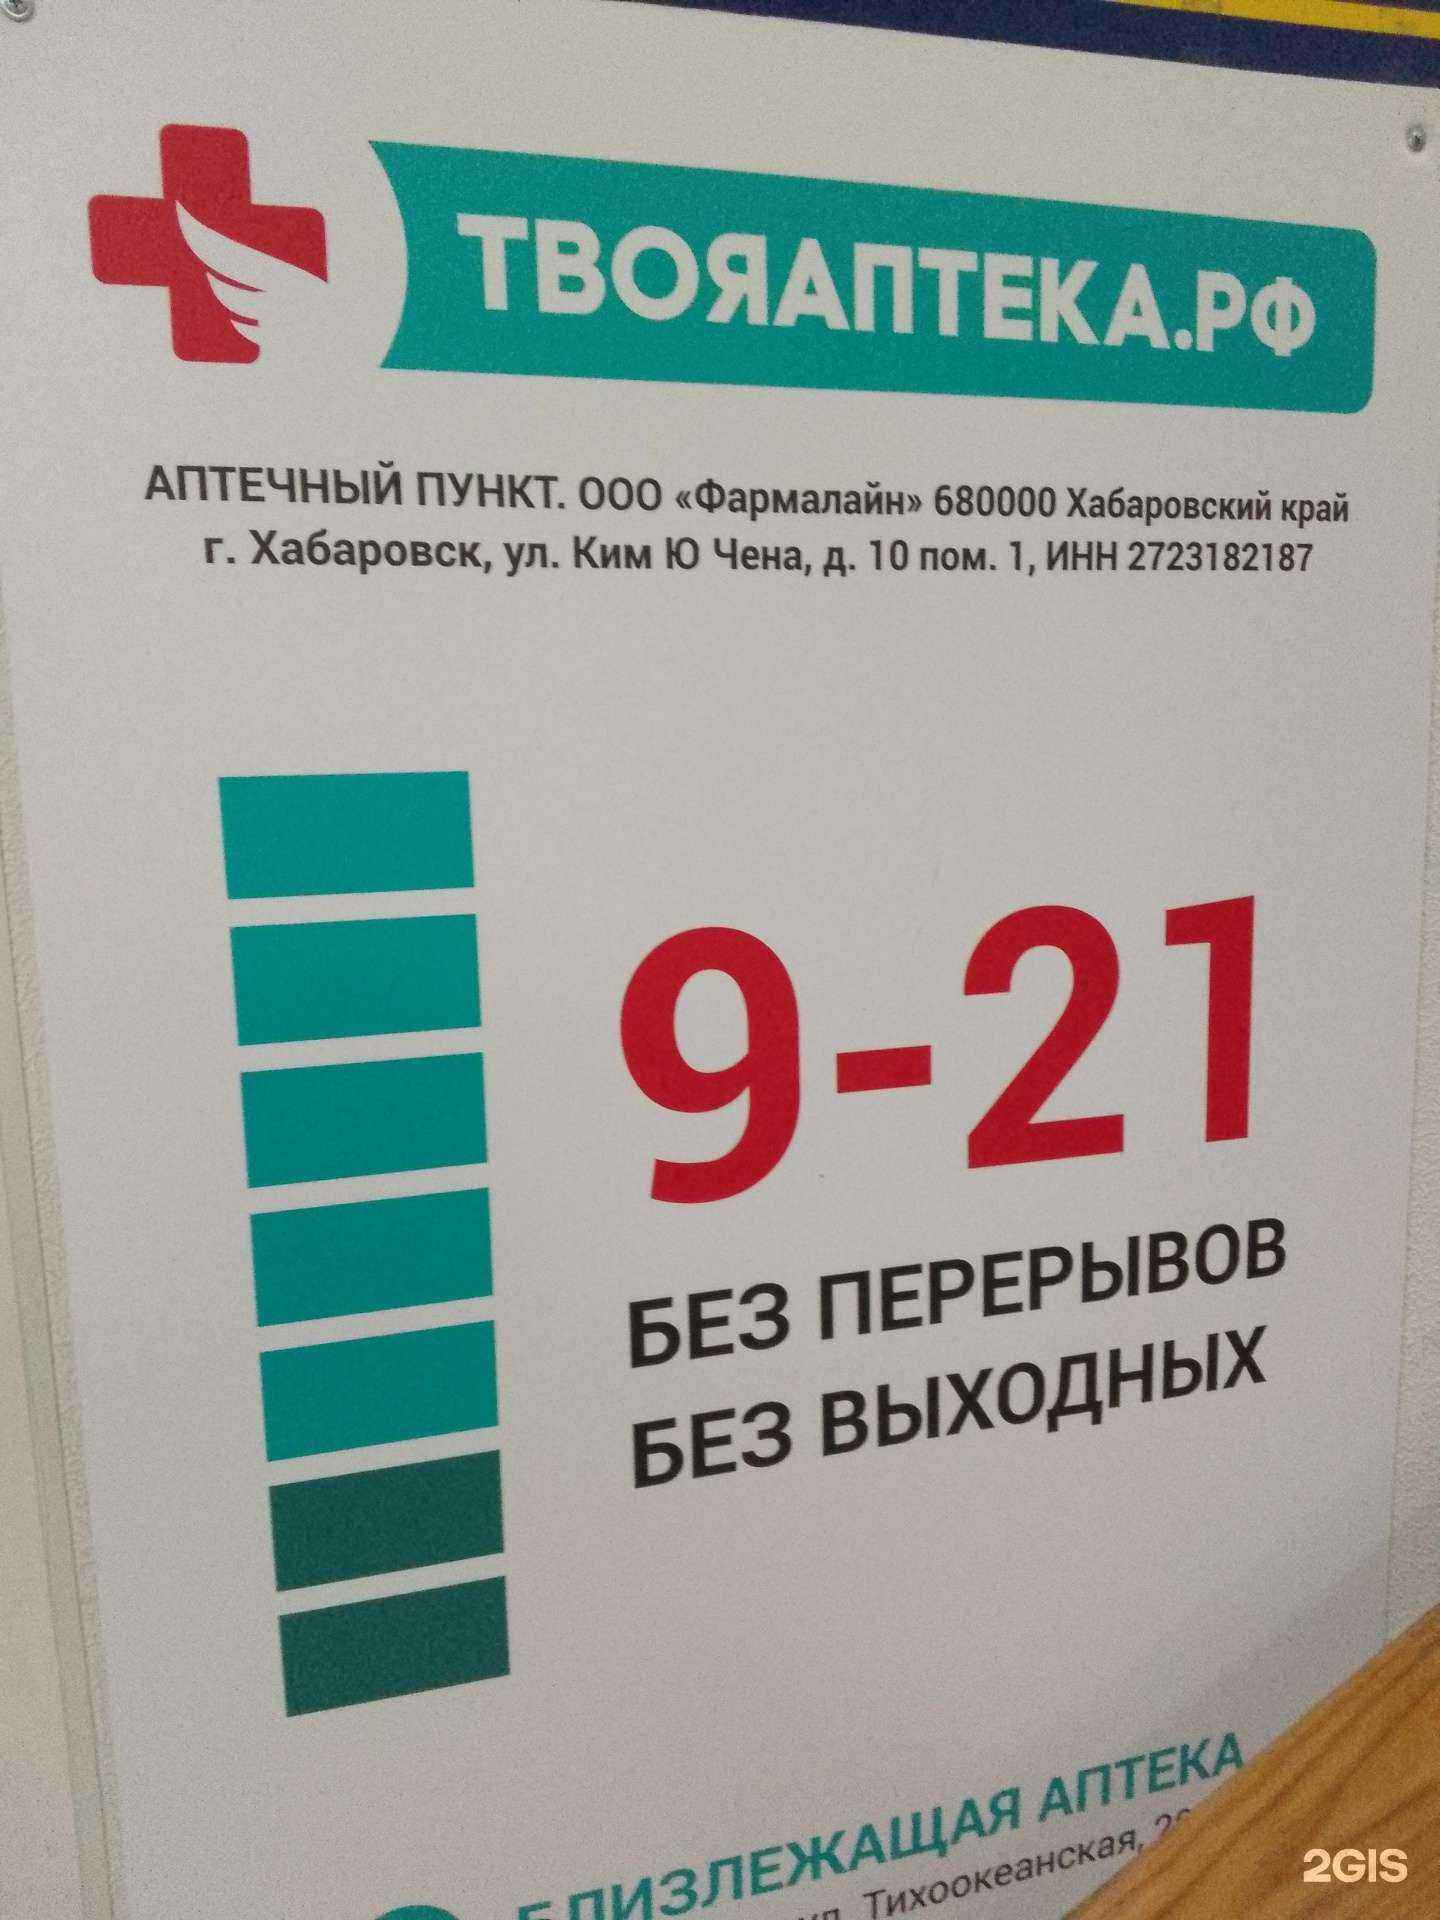 ТВОЯАПТЕКА.РФ
АПТЕЧНЫЙ ПУНКТ. ООО «Фармалайн» 680000 Хабаровский край
г. Хабаровск, ул. Ким Ю Чена, д. 10 пом. 1, ИНН 2723182187
9-21
БЕЗ ПЕРЕРЫВОВ
БЕЗ ВЫХОДНЫХ
БЛИЗЛЕЖАЩАЯ АПТЕКА
ул. Тихоокеанская,
2GIS